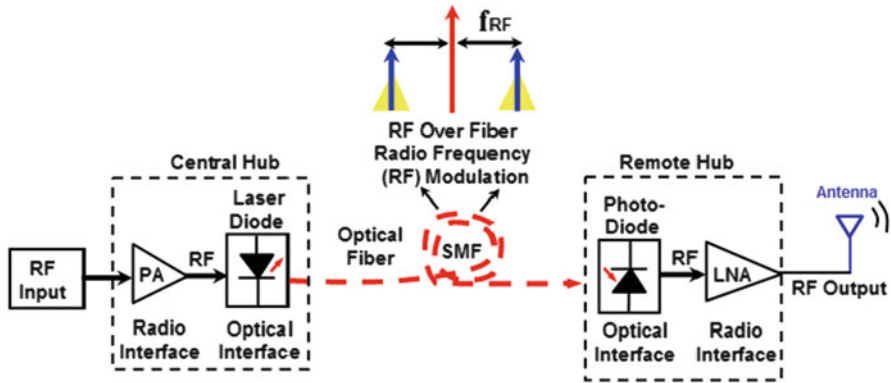 fRF
RF Over Fiber
Radio Frequency
(RF) Modulation
Central Hub
Remote Hub
Laser
Diode
Photo-
Diode
Antenna
Optical
Fiber
SMF
RF
Input
PA
RF
RF
LNA
RF Output
Radio
Interface
Optical
Interface
Optical
Interface
Radio
Interface